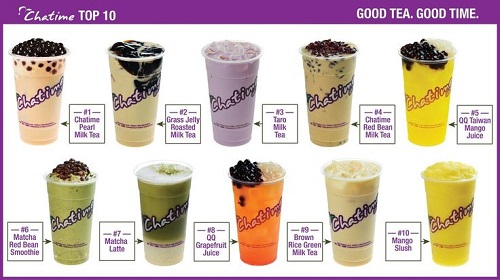 Chatime TOP 10
GOOD TEA. GOOD TIME.
Chatime
Chatime
Chatime
Chatime
Chatime
#1
Chatime
Pearl
Milk Tea
#2
Grass Jelly
Roasted
Milk Tea
#3
Taro
Milk
Tea
#4
Chatime
Red Bean
Milk Tea
#5
QQ Taiwan
Mango
Juice
Chatime
Chatime
Chatime
Chatime
Chatime
#6
Matcha
Red Bean
Smoothie
#7
Matcha
Latte
#8
QQ
Grapefruit
Juice
#9
Brown
Rice Green
Milk Tea
#10
Mango
Slush